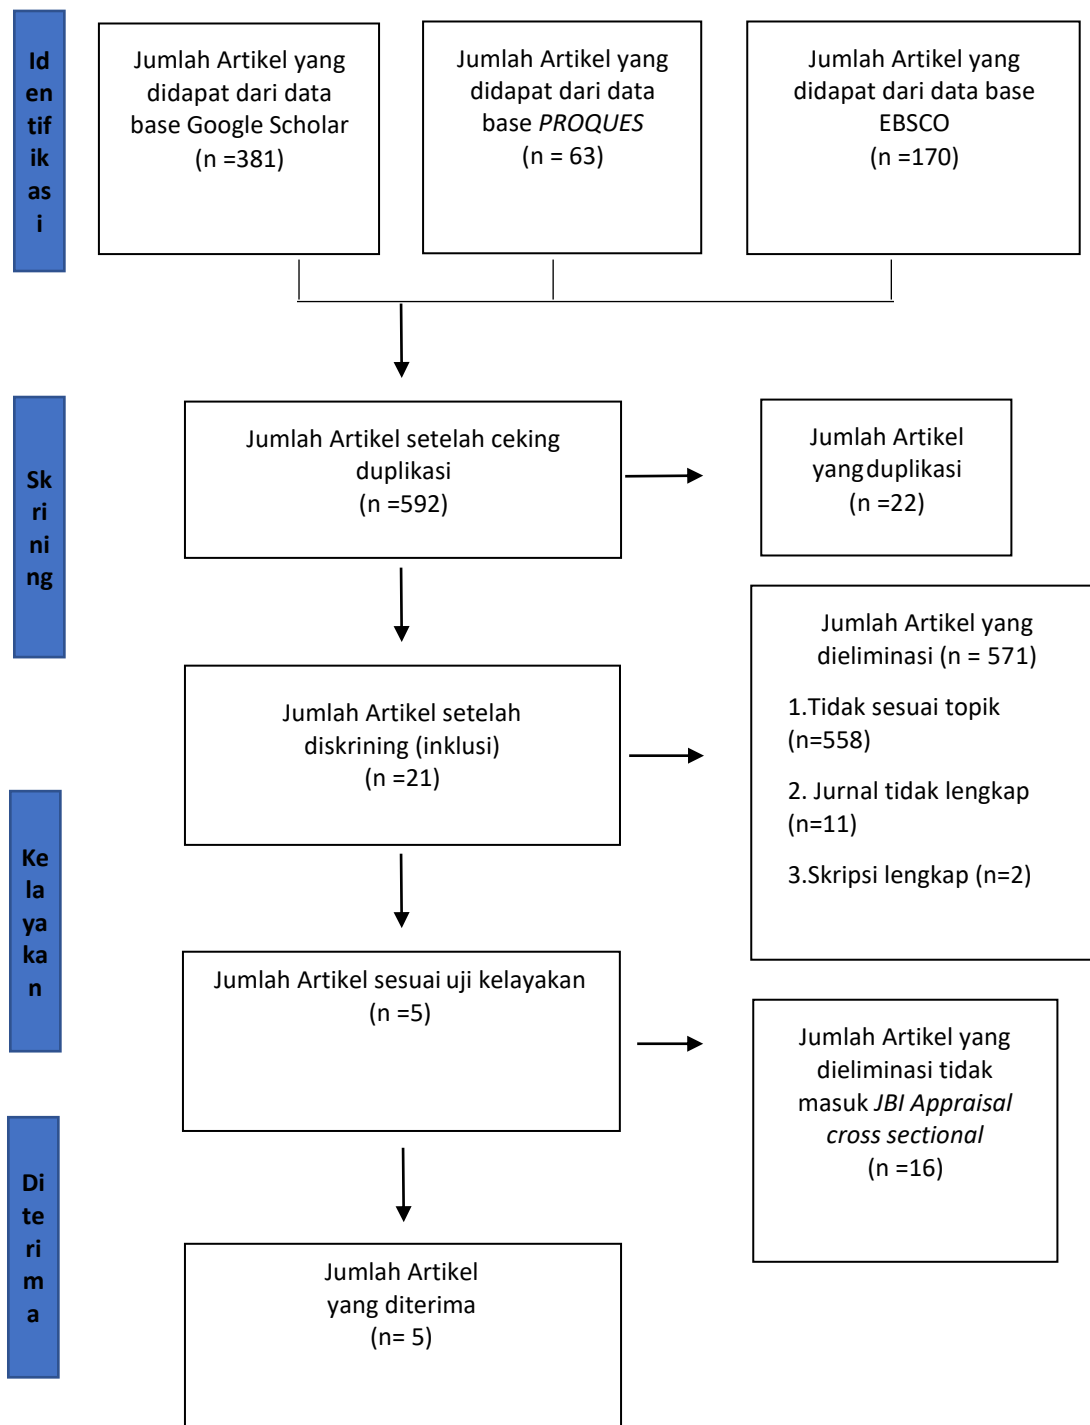 Id
en
tif
ik
as
i
Jumlah Artikel yang
didapat dari data
base Google Scholar
(n =381)
Jumlah Artikel yang
didapat dari data
base PROQUES
(n = 63)
Jumlah Artikel yang
didapat dari data base
EBSCO
(n =170)
Sk
ri
ni
ng
Jumlah Artikel setelah ceking
duplikasi
(n =592)
Jumlah Artikel
yang duplikasi
(n =22)
Jumlah Artikel setelah
diskrining (inklusi)
(n =21)
Jumlah Artikel yang
dieliminasi (n = 571)
1.Tidak sesuai topik
(n=558)
2. Jurnal tidak lengkap
(n=11)
3.Skripsi lengkap (n=2)
Ke
la
ya
ka
n
Jumlah Artikel sesuai uji kelayakan
(n =5)
Jumlah Artikel yang
dieliminasi tidak
masuk JBI Appraisal
cross sectional
(n =16)
Di
te
ri
m
a
Jumlah Artikel
yang diterima
(n= 5)